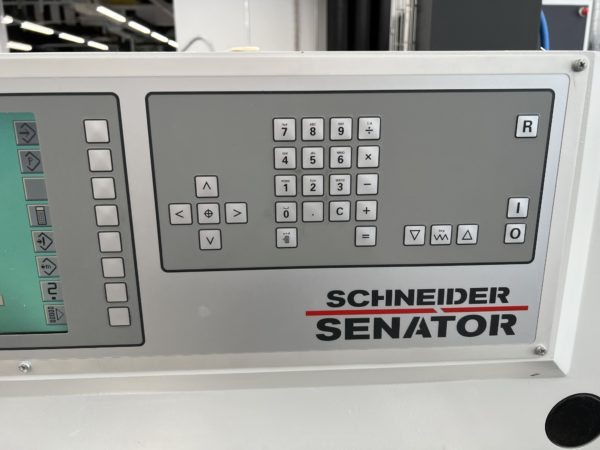 7 8 9 ÷
R
4 5 6 ×
1 2 3 −
< >
0 . C +
I
=
O
SCHNEIDER
SENATOR